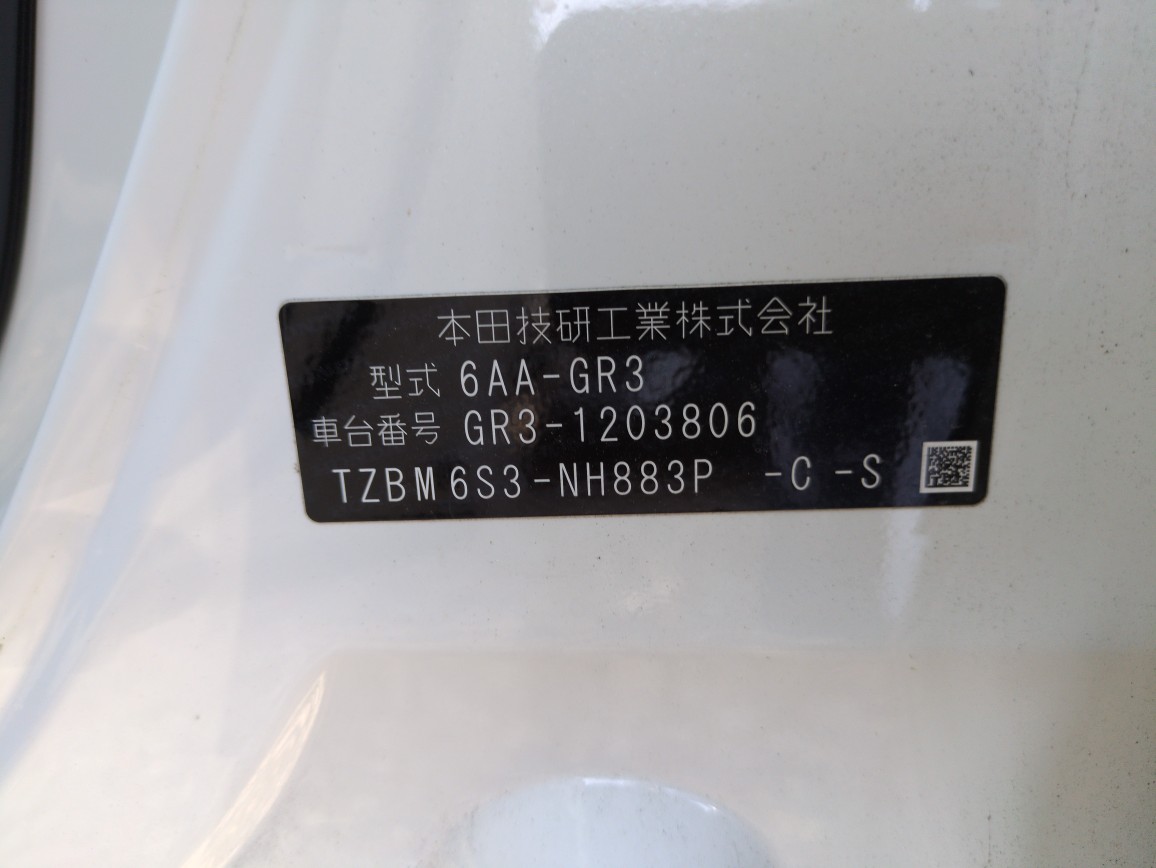 本田技研工業株式会社
型式 6AA-GR3
車台番号 GR3-1203806
TZBM6S3-NH883P -C -S